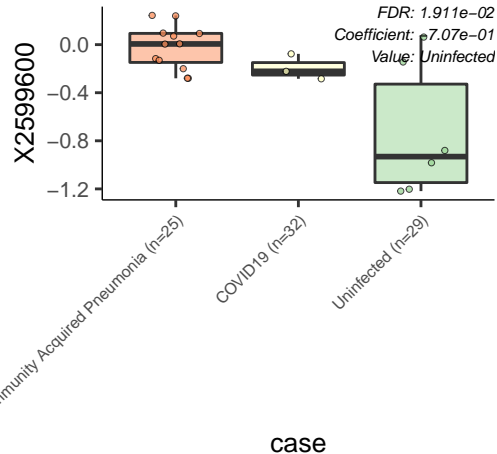 FDR: 1.911e-02
Coefficient: -7.07e-01
Value: Uninfected
X2599600
0.0
−0.4
−0.8
−1.2
mmunity Acquired Pneumonia (n=25)
COVID19 (n=32)
Uninfected (n=29)
case